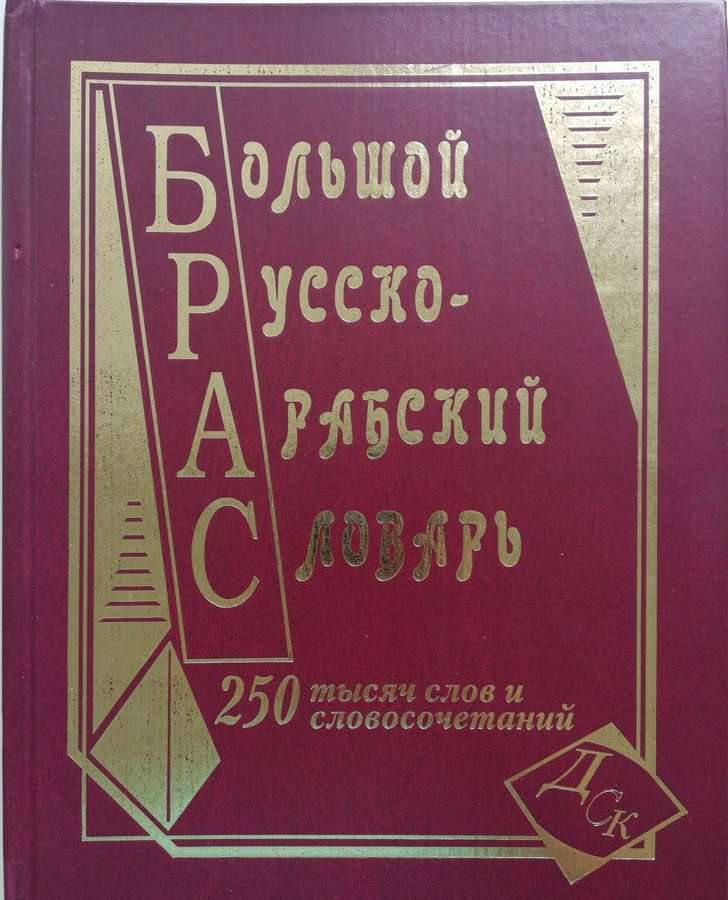 Большой
Русско-
Арабский
Словарь
250 тысяч слов и
словосочетаний
ДСК